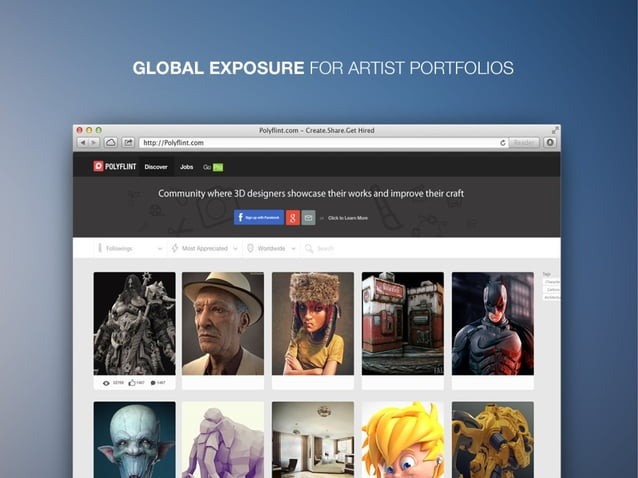 GLOBAL EXPOSURE FOR ARTIST PORTFOLIOS
Polyflint.com - Create.Share.Get Hired
http://Polyflint.com
Reader
POLYFLINT Discover Jobs Go Pro
Community where 3D designers showcase their works and improve their craft
f Sign up with Facebook g or Click to Learn More
Followings Most Appreciated Worldwide Search
Tags